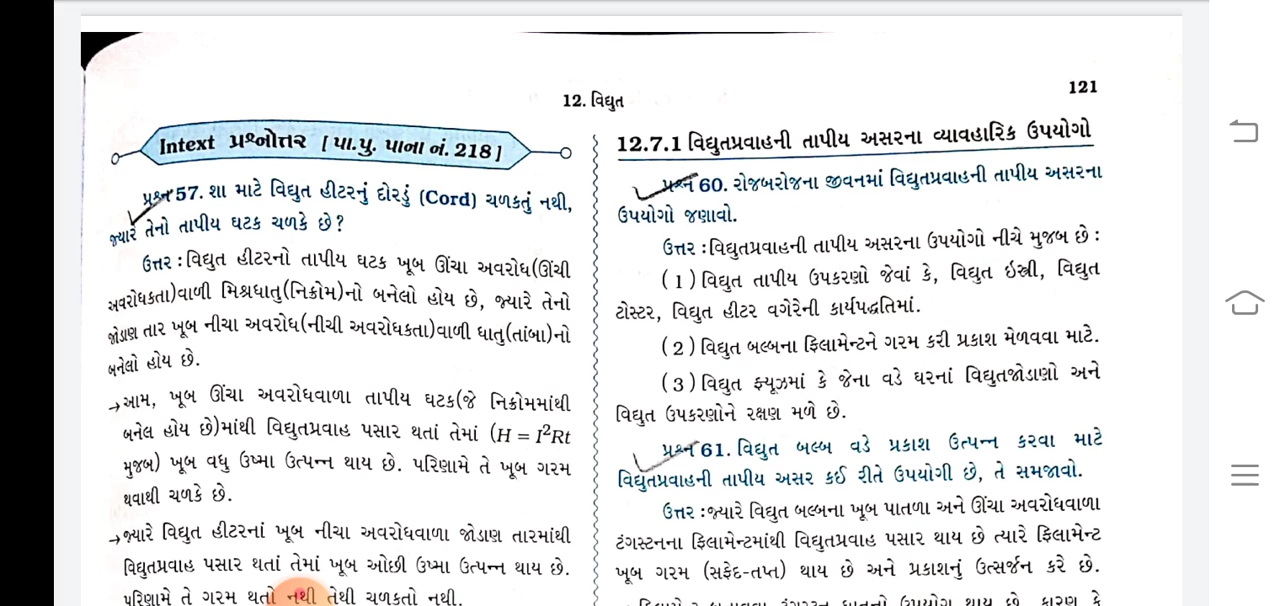 121
12. વિદ્યુત
Intext પ્રશ્નોત્તર [પા.પુ. પાના નં. 218]
પ્રશ્ન 57. શા માટે વિદ્યુત હીટરનું દોરડું (Cord) ચળકતું નથી,
જ્યારે તેનો તાપીય ઘટક ચળકે છે?
ઉત્તર : વિદ્યુત હીટરનો તાપીય ઘટક ખૂબ ઊંચા અવરોધ(ઊંચી
અવરોધકતા)વાળી મિશ્રધાતુ(નિક્રોમ)નો બનેલો હોય છે, જ્યારે તેનો
જોડાણ તાર ખૂબ નીચા અવરોધ(નીચી અવરોધકતા)વાળી ધાતુ(તાંબા)નો
બનેલો હોય છે.
→ આમ, ખૂબ ઊંચા અવરોધવાળા તાપીય ઘટક(જે નિક્રોમમાંથી
બનેલ હોય છે)માંથી વિદ્યુતપ્રવાહ પસાર થતાં તેમાં (H = I²Rt
મુજબ) ખૂબ વધુ ઉષ્મા ઉત્પન્ન થાય છે. પરિણામે તે ખૂબ ગરમ
થવાથી ચળકે છે.
→ જ્યારે વિદ્યુત હીટરનાં ખૂબ નીચા અવરોધવાળા જોડાણ તારમાંથી
વિદ્યુતપ્રવાહ પસાર થતાં તેમાં ખૂબ ઓછી ઉષ્મા ઉત્પન્ન થાય છે.
પરિણામે તે ગરમ થતો નથી તેથી ચળકતો નથી.
12.7.1 વિદ્યુતપ્રવાહની તાપીય અસરના વ્યાવહારિક ઉપયોગો
પ્રશ્ન 60. રોજબરોજના જીવનમાં વિદ્યુતપ્રવાહની તાપીય અસરના
ઉપયોગો જણાવો.
ઉત્તર : વિદ્યુતપ્રવાહની તાપીય અસરના ઉપયોગો નીચે મુજબ છે :
(1) વિદ્યુત તાપીય ઉપકરણો જેવાં કે, વિદ્યુત ઇસ્ત્રી, વિદ્યુત
ટોસ્ટર, વિદ્યુત હીટર વગેરેની કાર્યપદ્ધતિમાં.
(2) વિદ્યુત બલ્બના ફિલામેન્ટને ગરમ કરી પ્રકાશ મેળવવા માટે.
(3) વિદ્યુત ફ્યૂઝમાં કે જેના વડે ઘરનાં વિદ્યુતજોડાણો અને
વિદ્યુત ઉપકરણોને રક્ષણ મળે છે.
પ્રશ્ન 61. વિદ્યુત બલ્બ વડે પ્રકાશ ઉત્પન્ન કરવા માટે
વિદ્યુતપ્રવાહની તાપીય અસર કઈ રીતે ઉપયોગી છે, તે સમજાવો.
ઉત્તર : જ્યારે વિદ્યુત બલ્બના ખૂબ પાતળા અને ઊંચા અવરોધવાળા
ટંગસ્ટનના ફિલામેન્ટમાંથી વિદ્યુતપ્રવાહ પસાર થાય છે ત્યારે ફિલામેન્ટ
ખૂબ ગરમ (સફેદ-તપ્ત) થાય છે અને પ્રકાશનું ઉત્સર્જન કરે છે.